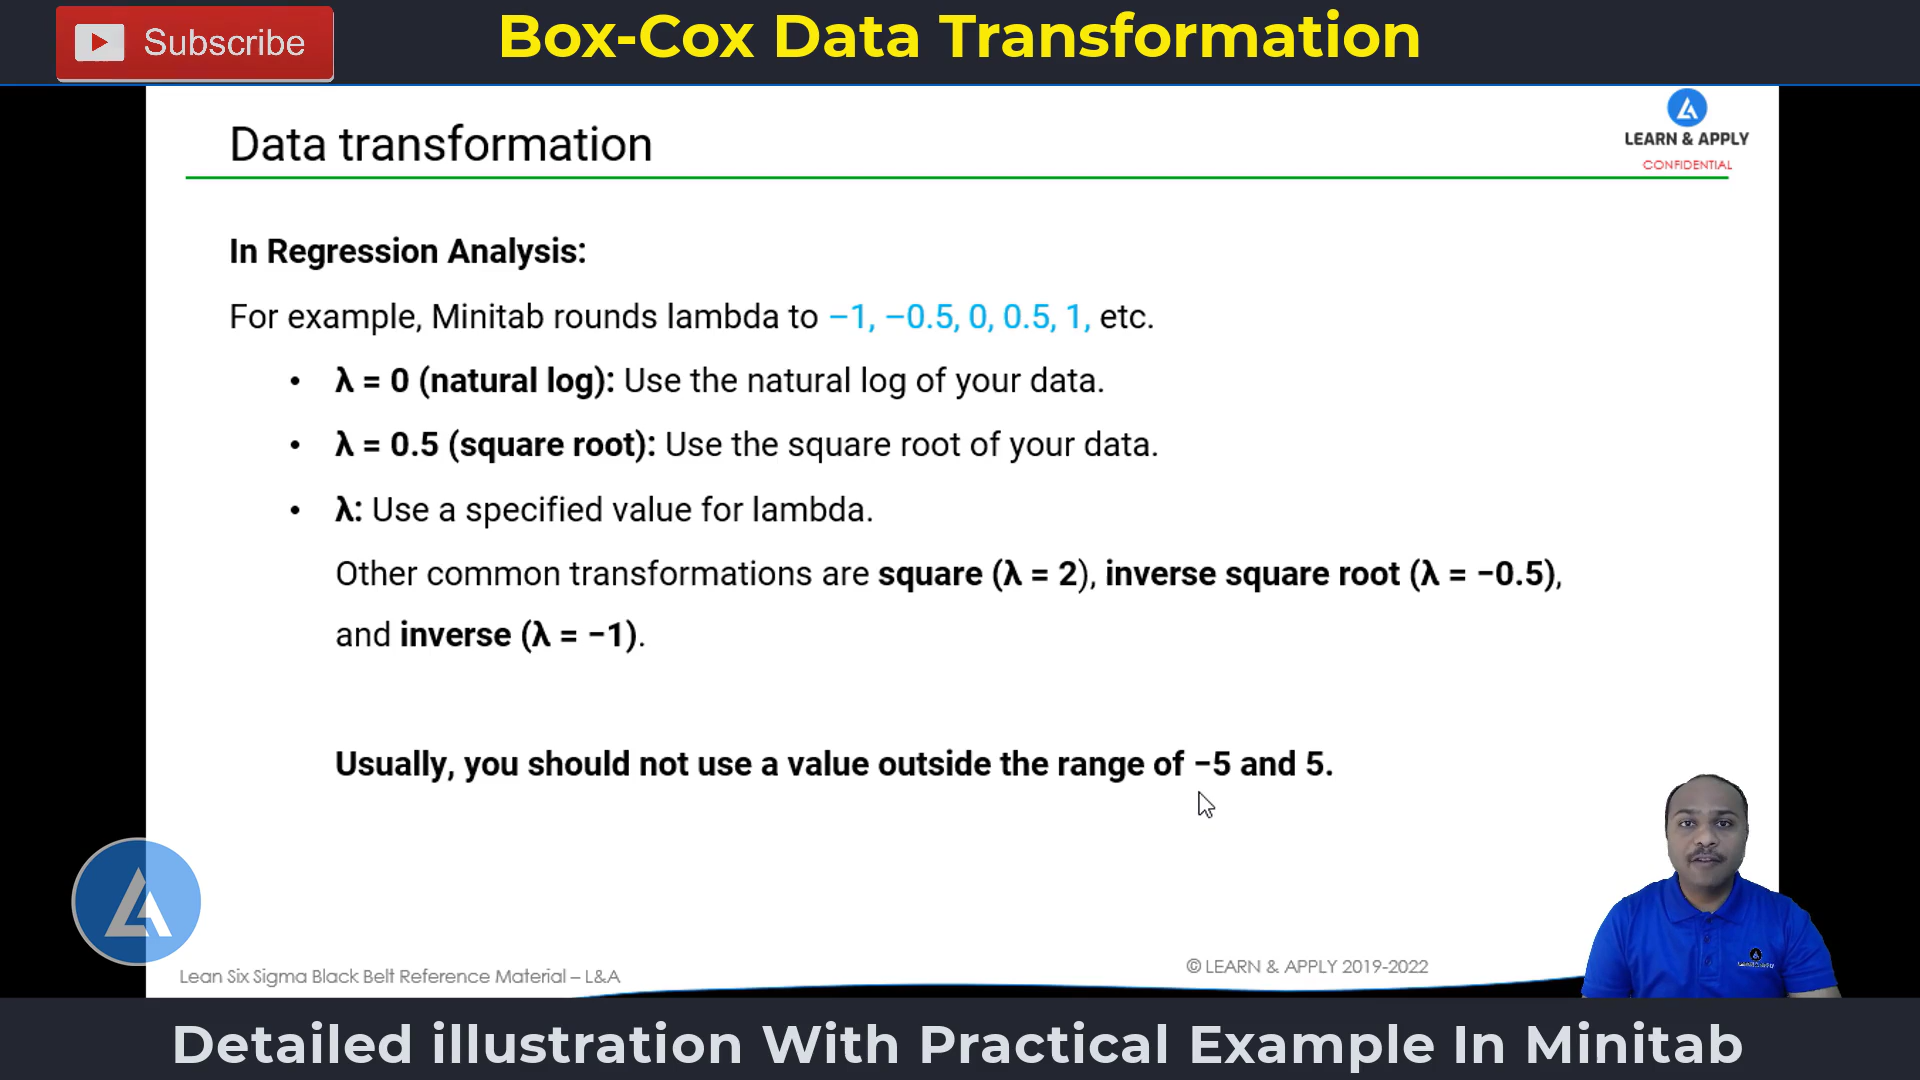 Subscribe
Box-Cox Data Transformation
Data transformation
LEARN & APPLY
CONFIDENTIAL
In Regression Analysis:
For example, Minitab rounds lambda to −1, −0.5, 0, 0.5, 1, etc.
• λ = 0 (natural log): Use the natural log of your data.
• λ = 0.5 (square root): Use the square root of your data.
• λ: Use a specified value for lambda.
Other common transformations are square (λ = 2), inverse square root (λ = −0.5),
and inverse (λ = −1).
Usually, you should not use a value outside the range of −5 and 5.
Lean Six Sigma Black Belt Reference Material – L&A
© LEARN & APPLY 2019-2022
Detailed illustration With Practical Example In Minitab